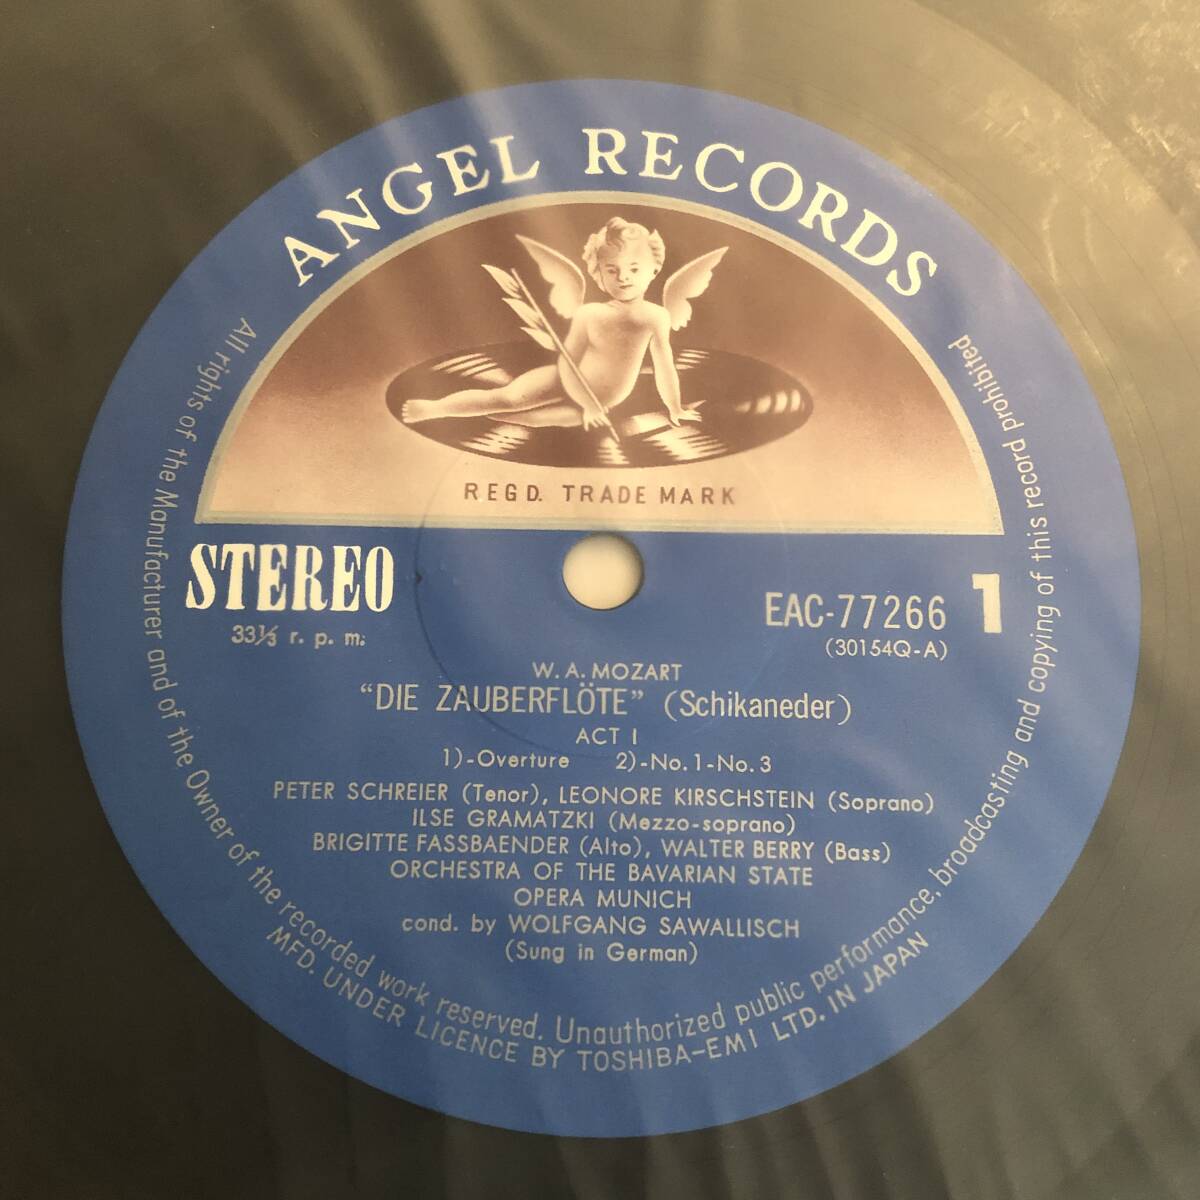 ANGEL RECORDS
REGD. TRADE MARK
STEREO
33⅓ r. p. m.
EAC-77266
(30154Q-A)
1
W. A. MOZART
“DIE ZAUBERFLÖTE” (Schikaneder)
ACT I
1)-Overture 2)-No. 1-No. 3
PETER SCHREIER (Tenor), LEONORE KIRSCHSTEIN (Soprano)
ILSE GRAMATZKI (Mezzo-soprano)
BRIGITTE FASSBAENDER (Alto), WALTER BERRY (Bass)
ORCHESTRA OF THE BAVARIAN STATE
OPERA MUNICH
cond. by WOLFGANG SAWALLISCH
(Sung in German)
All rights of the Manufacturer and of the Owner of the recorded work reserved. Unauthorized public performance, broadcasting and copying of this record prohibited
MFD. UNDER LICENCE BY TOSHIBA-EMI LTD. IN JAPAN